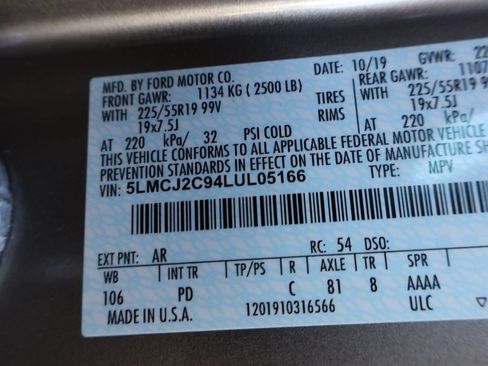 MFD. BY FORD MOTOR CO. DATE: 10/19 GVWR: 22
FRONT GAWR: 1134 KG ( 2500 LB) REAR GAWR: 1107
WITH 225/55R19 99V TIRES WITH 225/55R19 99
19x7.5J RIMS 19x7.5J
AT 220 kPa/ 32 PSI COLD AT 220 kPa/
THIS VEHICLE CONFORMS TO ALL APPLICABLE FEDERAL MOTOR VEHICLE
PREVENTION STANDARDS IN EFFECT ON THE DATE OF MANUFACTURE SH
VIN: 5LMCJ2C94LUL05166 TYPE: MPV
EXT PNT: AR RC: 54 DSO:
WB INT TR TP/PS R AXLE TR SPR
106 PD C 81 8 AAAA
MADE IN U.S.A. 1201910316566 ULC